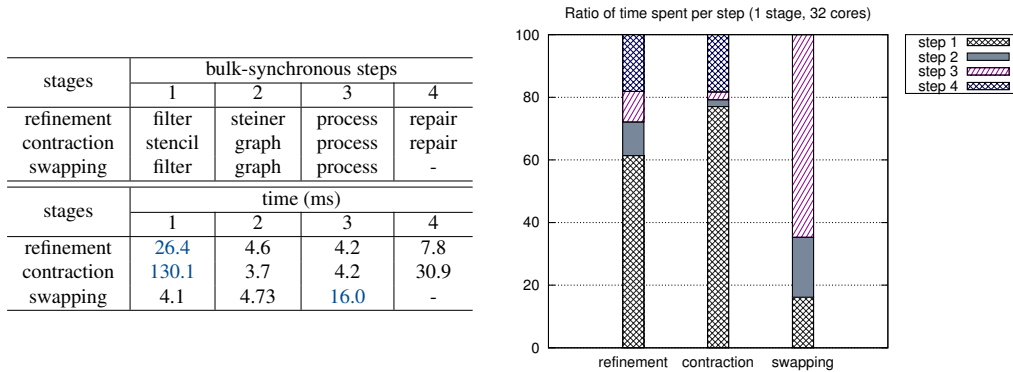 stages bulk-synchronous steps
1 2 3 4
refinement filter steiner process repair
contraction stencil graph process repair
swapping filter graph process -
stages time (ms)
1 2 3 4
refinement 26.4 4.6 4.2 7.8
contraction 130.1 3.7 4.2 30.9
swapping 4.1 4.73 16.0 -
Ratio of time spent per step (1 stage, 32 cores)
100
80
60
40
20
0
refinement contraction swapping
step 1
step 2
step 3
step 4